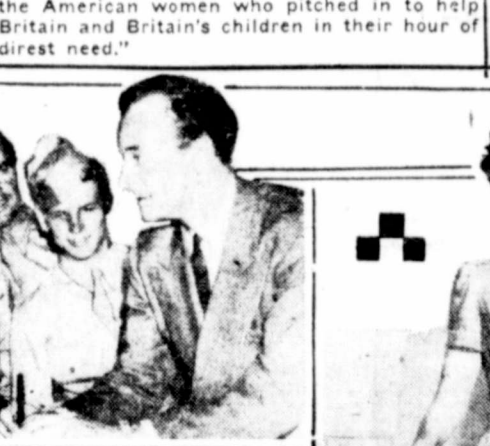 the American women who pitched in to help
Britain and Britain's children in their hour of
direst need."